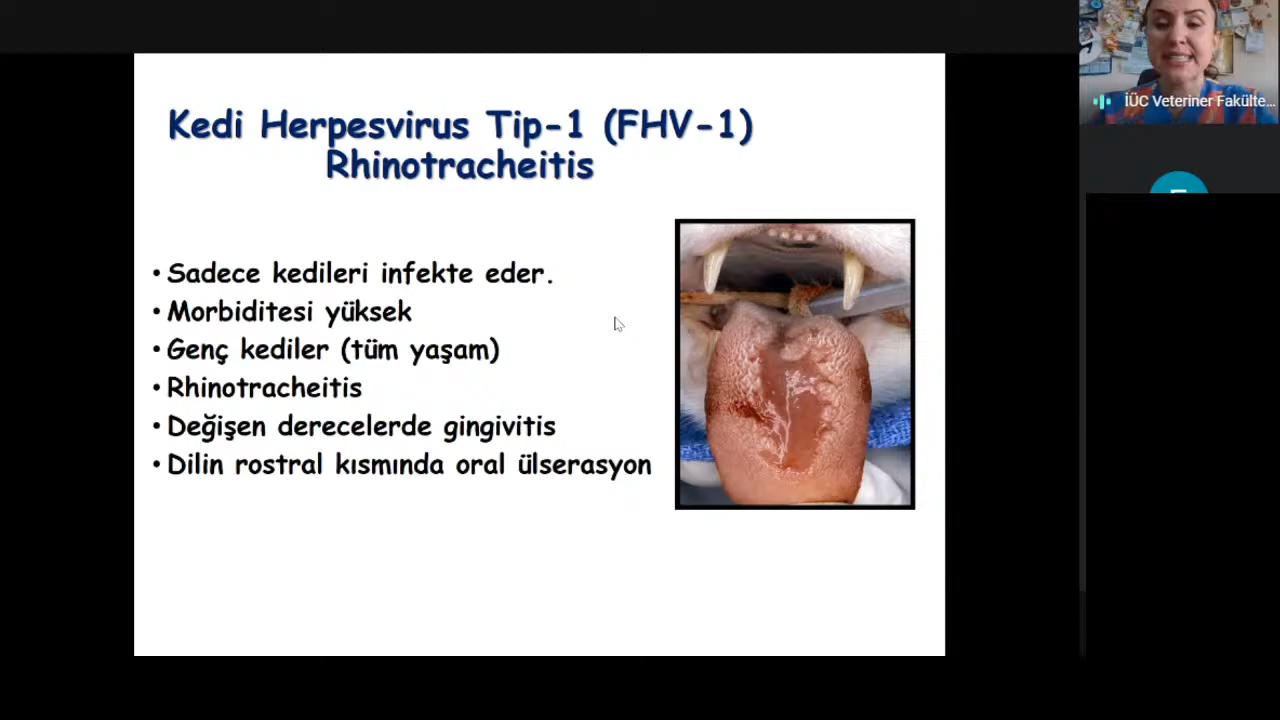 Kedi Herpesvirus Tip-1 (FHV-1)
Rhinotracheitis
• Sadece kedileri infekte eder.
• Morbiditesi yüksek
• Genç kediler (tüm yaşam)
• Rhinotracheitis
• Değişen derecelerde gingivitis
• Dilin rostral kısmında oral ülserasyon
İÜC Veteriner Fakülte...